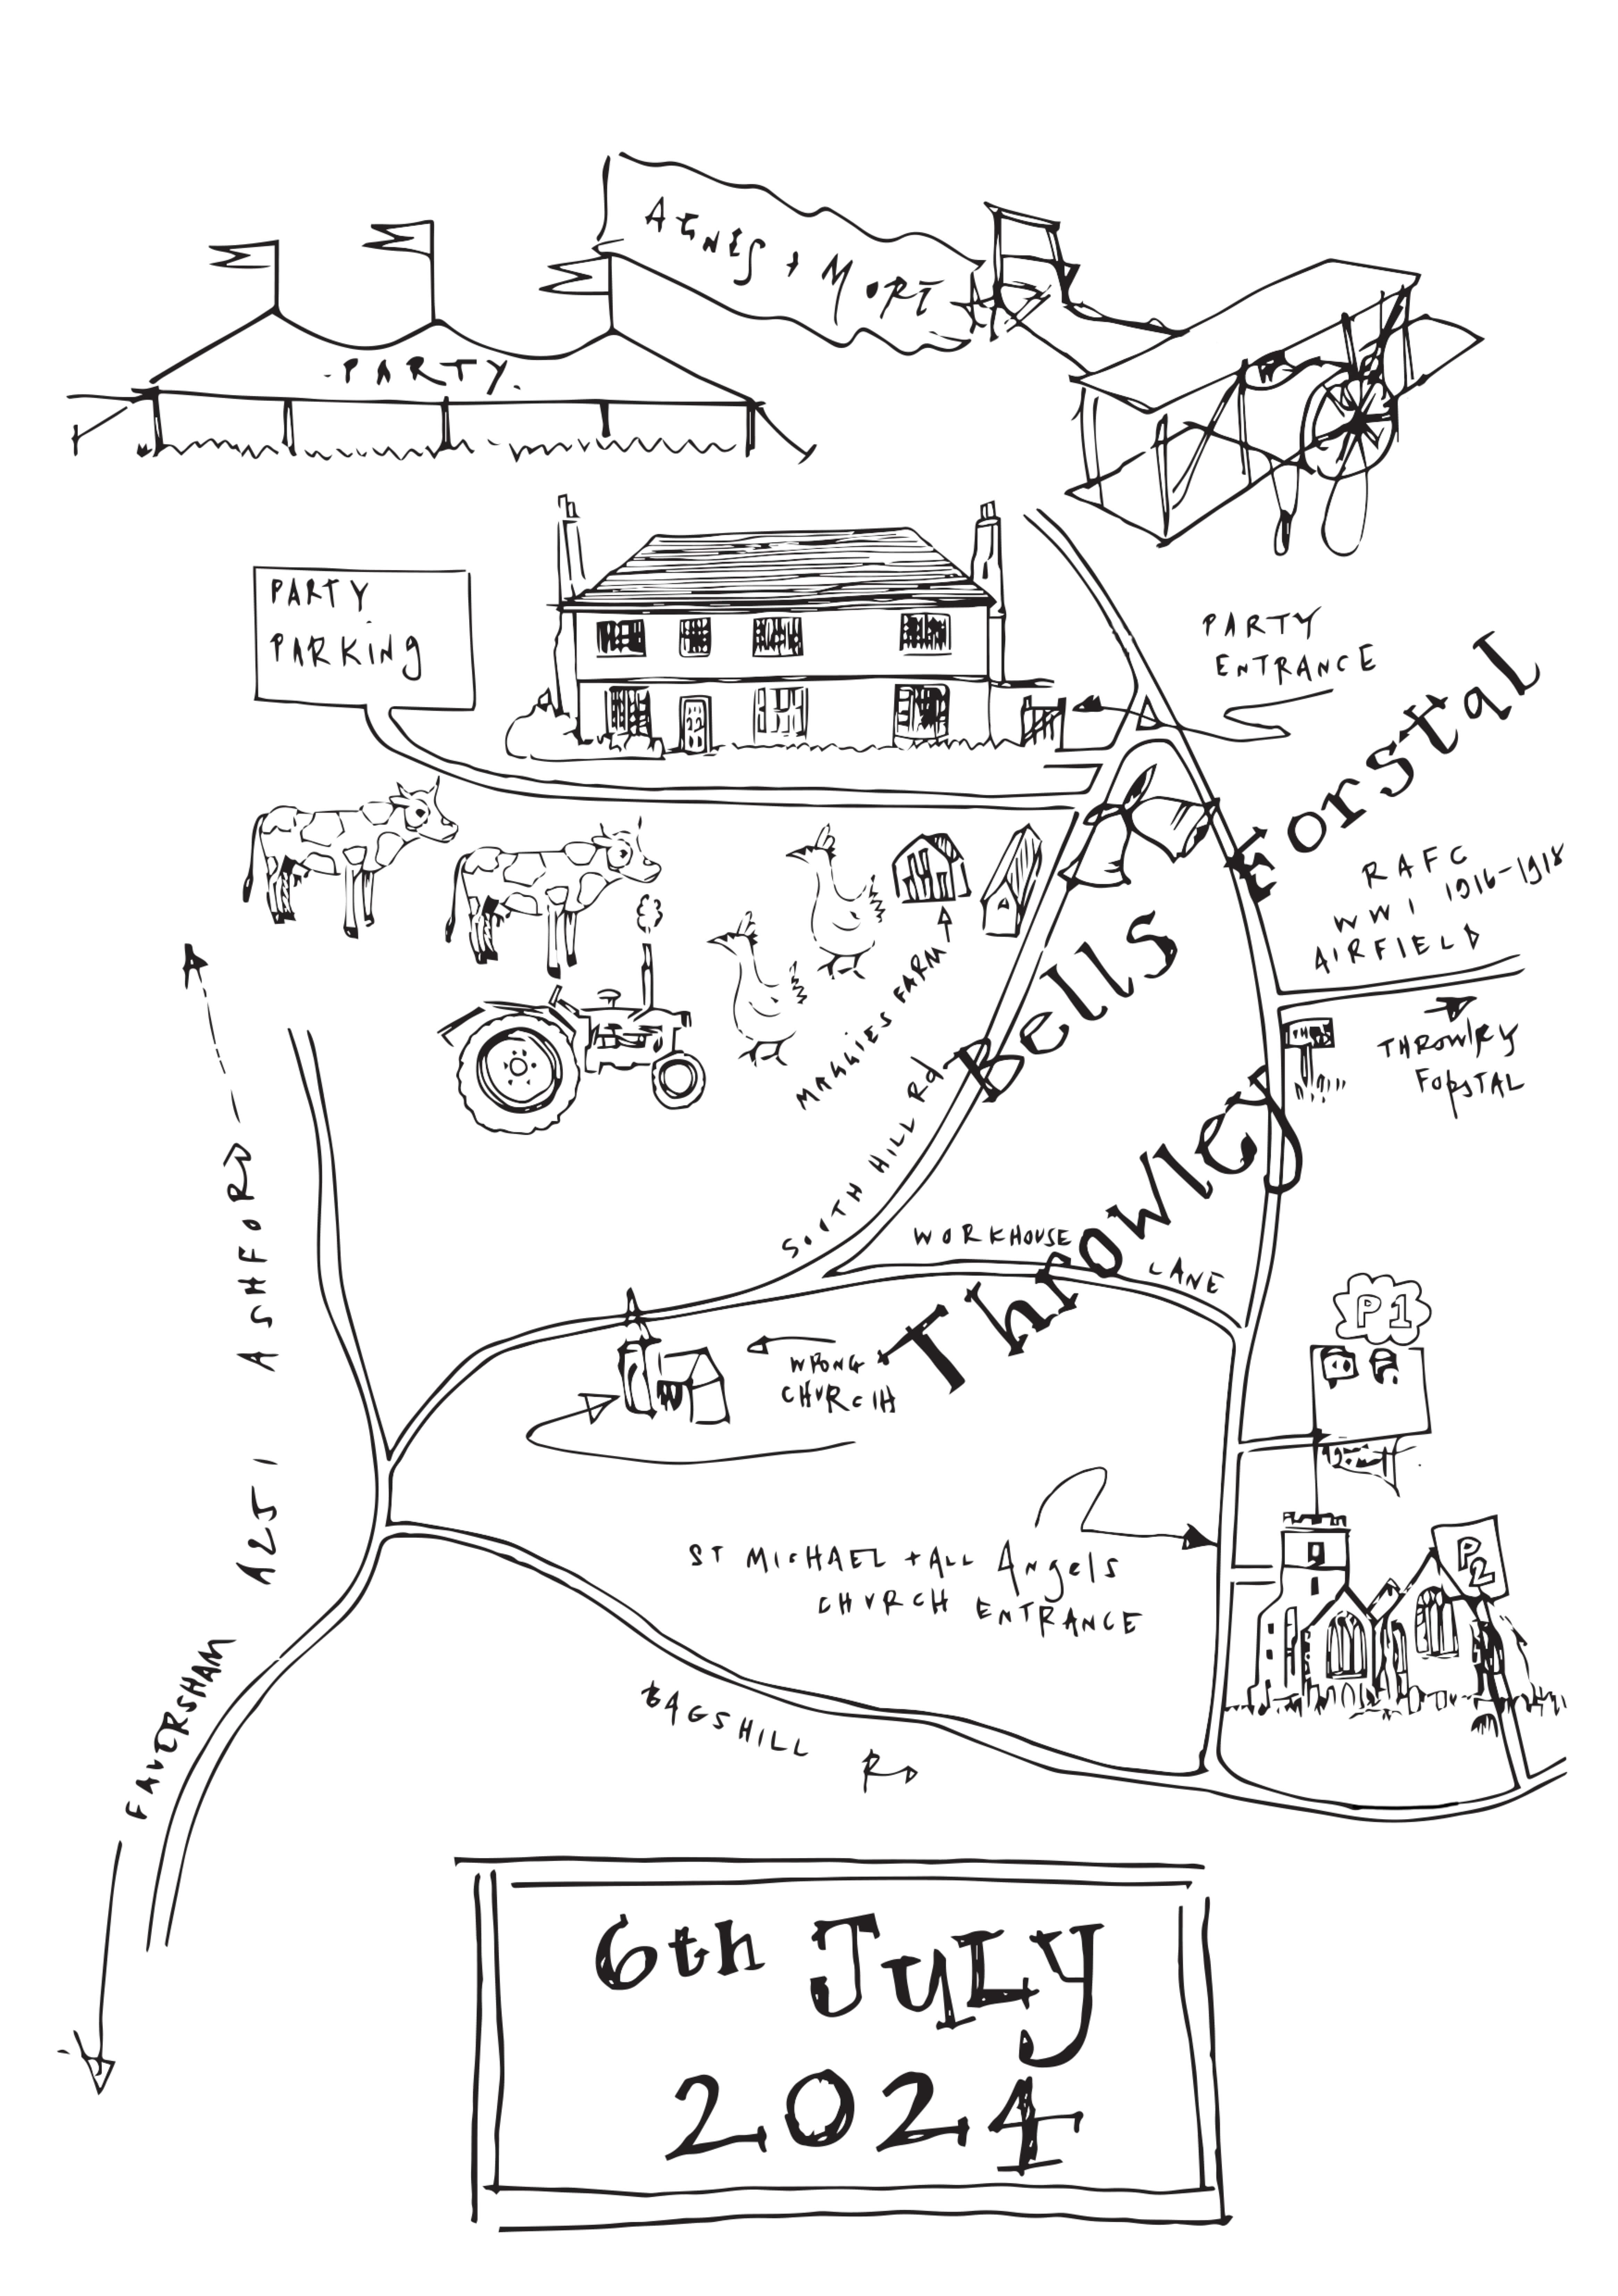 AGNES + MORT
- PARTY.
PARTY
PARKING
PARTY
ENTRANCE
Bells Forstal
RAFC
WW1 1916-1918
AIRFIELD
THROWLEY
FORSTAL
MAGGIES FARM
SOUTH HILL Rd
Throwley
WORKHOUSE LANE
P1
WRONG
CHURCH
A251 ASHFORD
ST MICHAEL + ALL Angels
CHURCH ENTRANCE
P2
FAVERSHAM
BAGSHILL RD
6th JuLy
2024